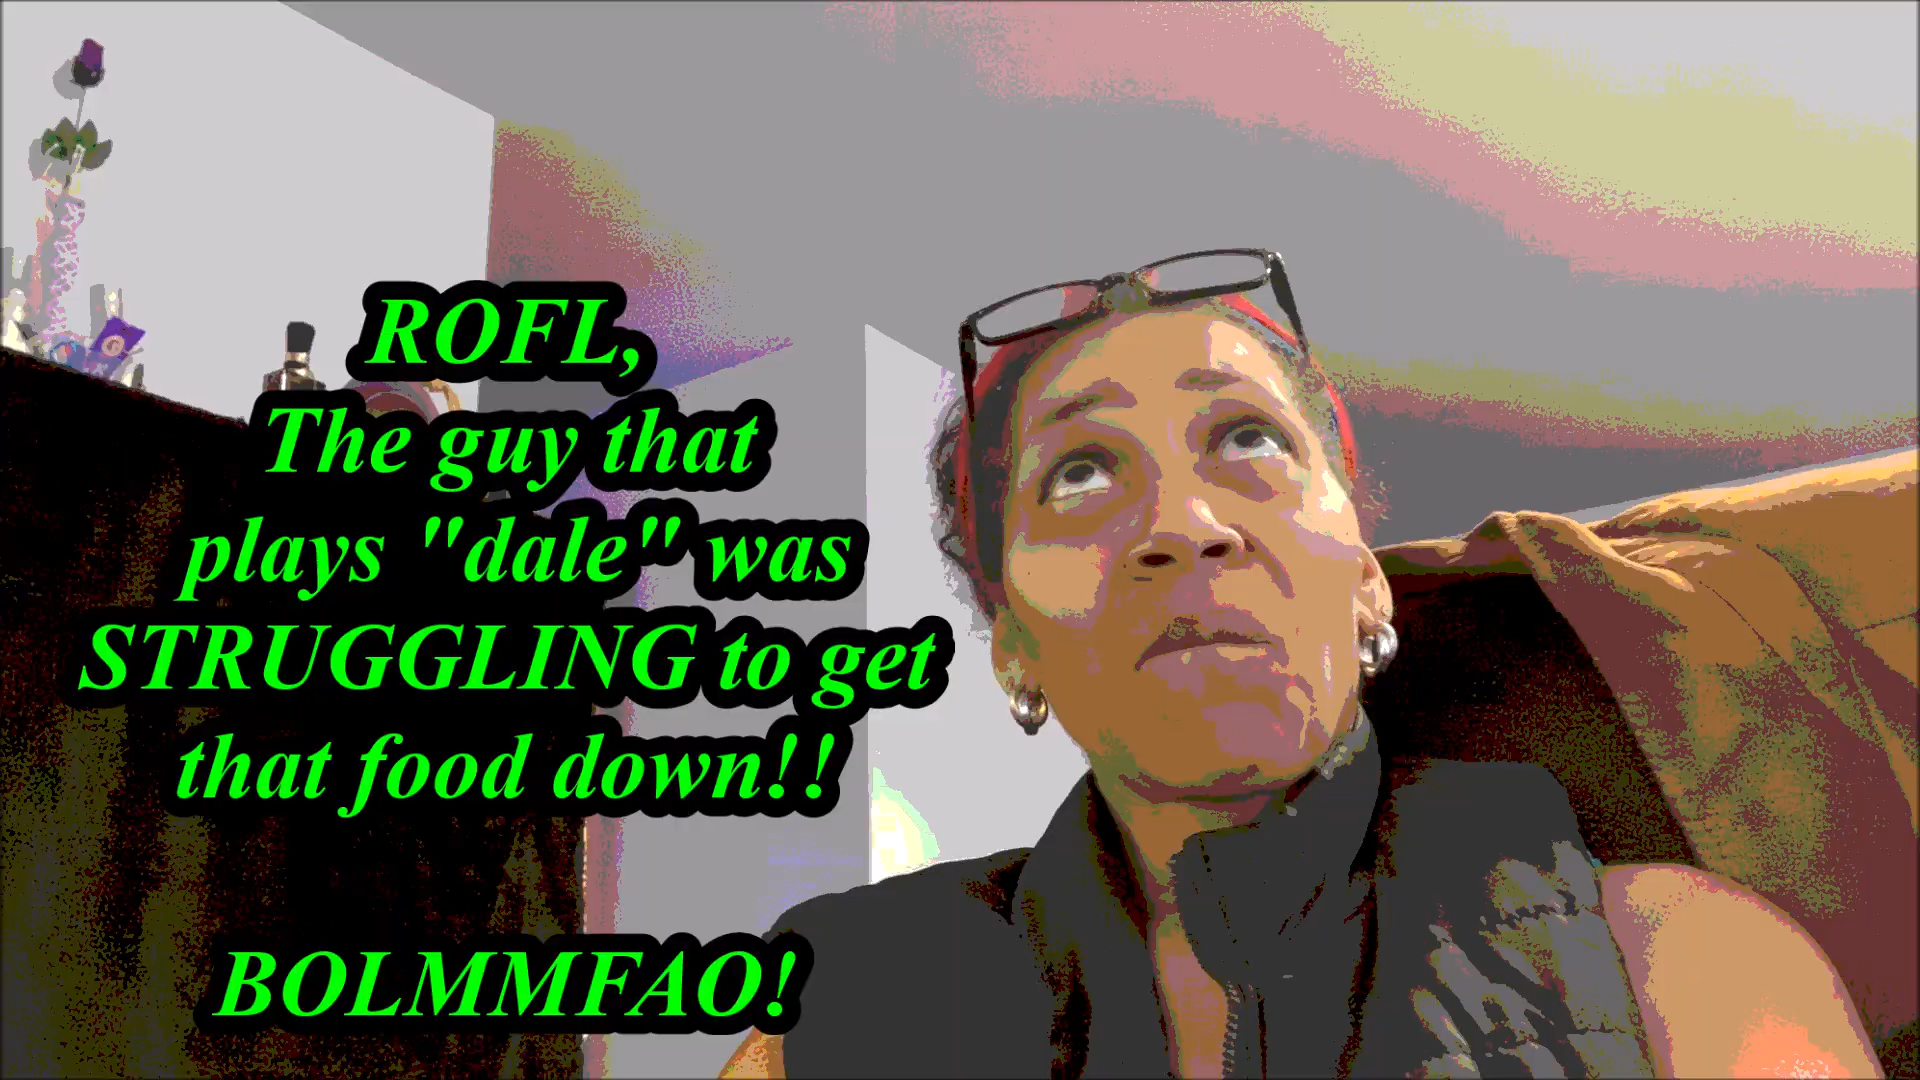 ROFL,
The guy that
plays "dale" was
STRUGGLING to get
that food down!!
BOLMMFAO!